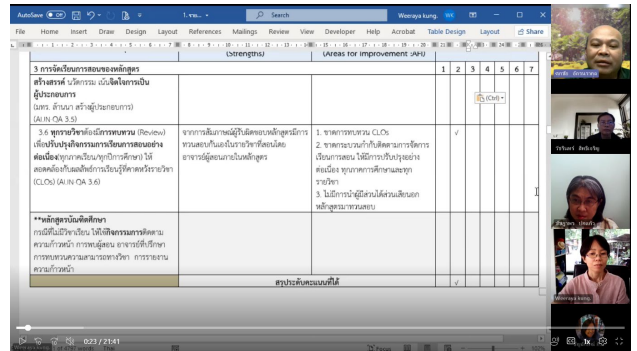 AutoSave Off
1. ราย...
Search
Weeraya kung.
WK
File Home Insert Draw Design Layout References Mailings Review View Developer Help Acrobat Table Design Layout Share
(Strengths) (Areas for Improvement :AFI)
3 การจัดเรียนการสอนของหลักสูตร 1 2 3 4 5 6 7
สร้างสรรค์ นวัตกรรม เน้นจิตใจการเป็น
ผู้ประกอบการ
(มทร. ล้านนา สร้างผู้ประกอบการ)
(AUN-QA 3.5)
(Ctrl)
3.6 ทุกรายวิชาต้องมีการทบทวน (Review)
เพื่อปรับปรุงกิจกรรมการเรียนการสอนอย่าง
ต่อเนื่อง(ทุกภาคเรียน/ทุกปีการศึกษา) ให้
สอดคล้องกับผลลัพธ์การเรียนรู้ที่คาดหวังรายวิชา
(CLOs) (AUN-QA 3.6)
จากการสัมภาษณ์ผู้รับผิดชอบหลักสูตรมีการ
ทวนสอบกันเองในรายวิชาที่สอนโดย
อาจารย์ผู้สอนภายในหลักสูตร
1. ขาดการทบทวน CLOs
2. ขาดกระบวนกำกับติดตามการจัดการ
เรียนการสอน ให้มีการปรับปรุงอย่าง
ต่อเนื่อง ทุกภาคการศึกษาและทุก
รายวิชา
3. ไม่มีการนำผู้มีส่วนได้ส่วนเสียนอก
หลักสูตรมาทวนสอบ
√
**หลักสูตรบัณฑิตศึกษา
กรณีที่ไม่มีวิชาเรียน ให้ใช้กิจกรรมการติดตาม
ความก้าวหน้า การพบผู้สอน อาจารย์ที่ปรึกษา
การทบทวนความสามารถทางวิชา การรายงาน
ความก้าวหน้า
สรุประดับคะแนนที่ได้ √
0:23 / 21:41
1x
Focus
Weeraya kung.